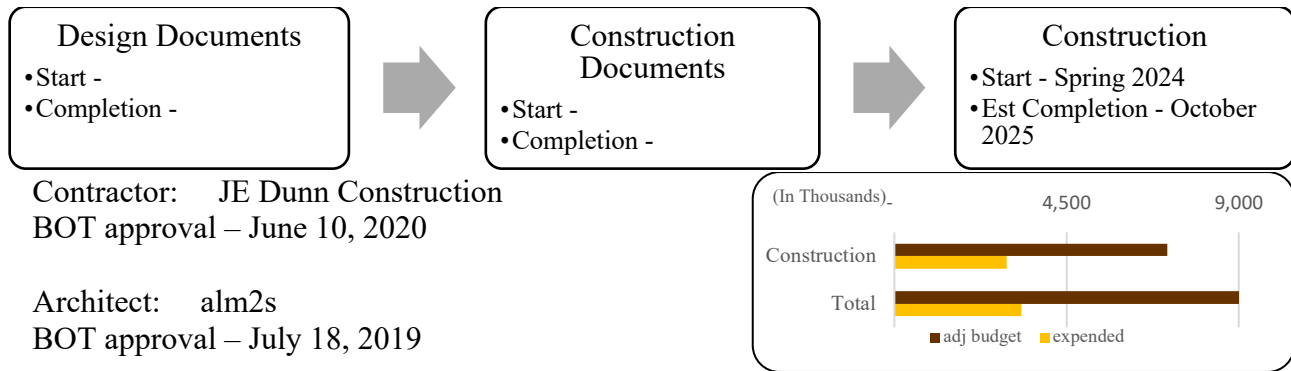 Design Documents
•Start -
•Completion -
Construction
Documents
•Start -
•Completion -
Construction
•Start - Spring 2024
•Est Completion - October
2025
Contractor: JE Dunn Construction
BOT approval – June 10, 2020
Architect: alm2s
BOT approval – July 18, 2019
(In Thousands) - 4,500 9,000
Construction
Total
adj budget expended